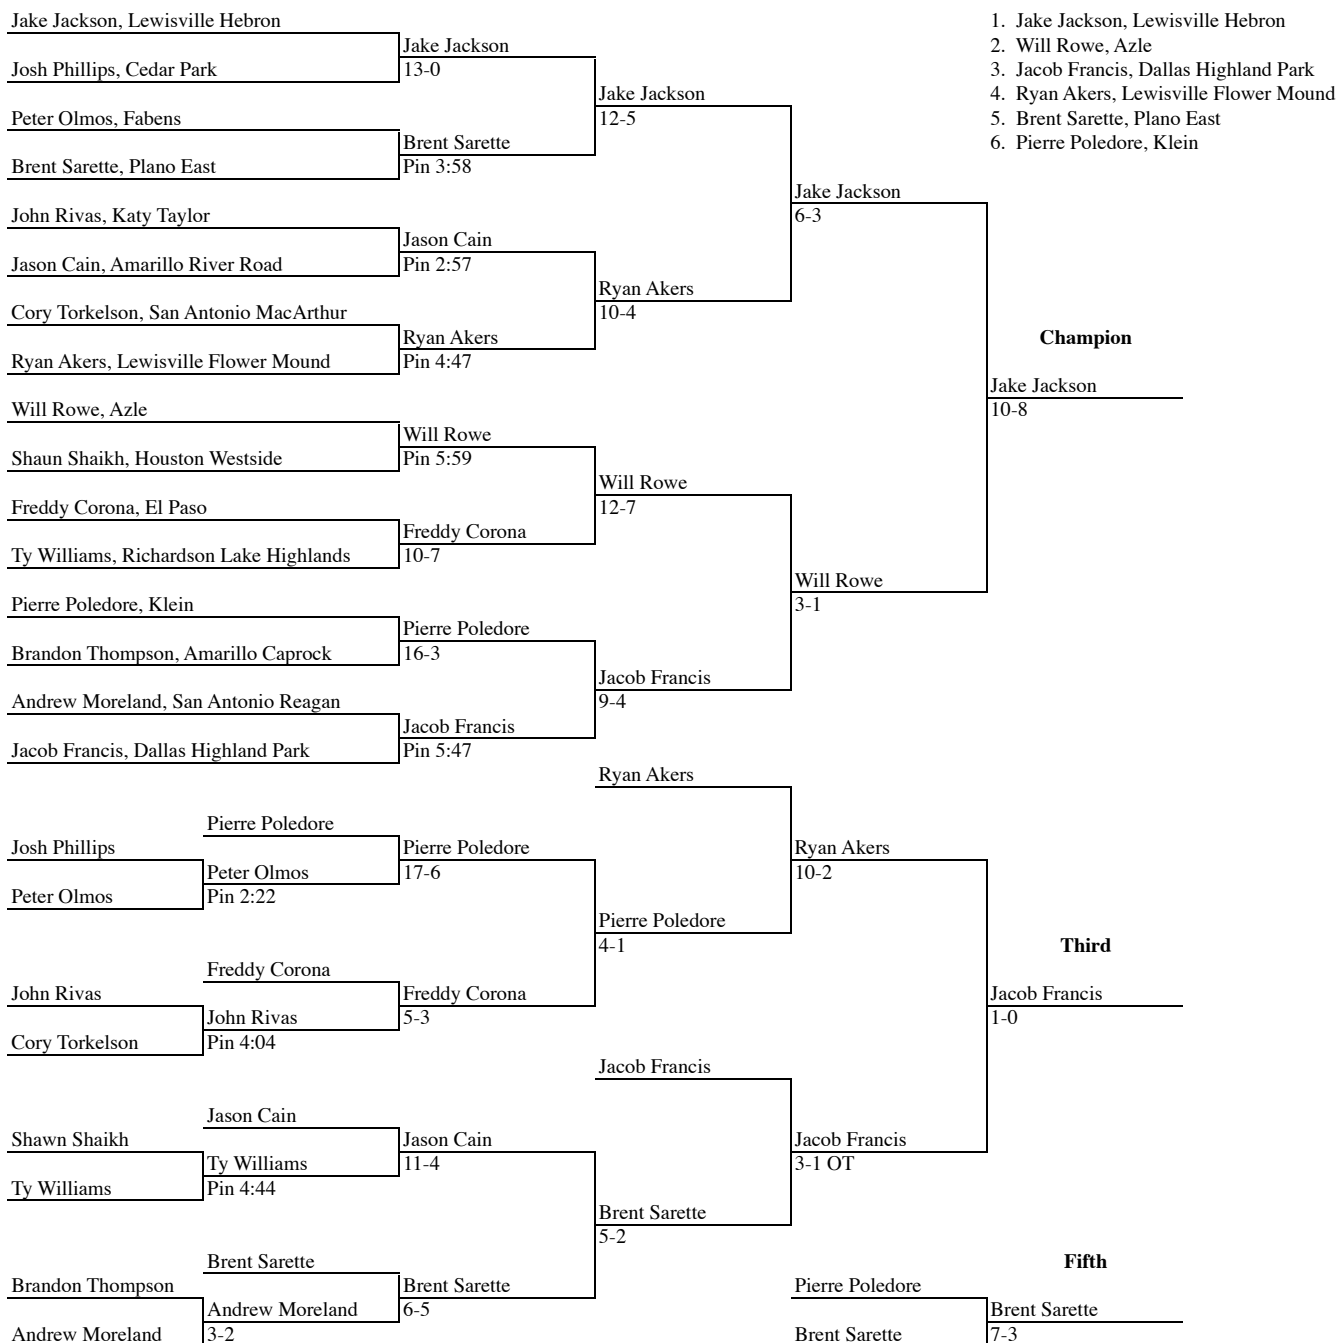 Jake Jackson, Lewisville Hebron
Jake Jackson
Josh Phillips, Cedar Park
13-0
Jake Jackson
Peter Olmos, Fabens
12-5
Brent Sarette
Brent Sarette, Plano East
Pin 3:58
Jake Jackson
John Rivas, Katy Taylor
6-3
Jason Cain
Jason Cain, Amarillo River Road
Pin 2:57
Ryan Akers
Cory Torkelson, San Antonio MacArthur
10-4
Ryan Akers
Ryan Akers, Lewisville Flower Mound
Pin 4:47
1. Jake Jackson, Lewisville Hebron
2. Will Rowe, Azle
3. Jacob Francis, Dallas Highland Park
4. Ryan Akers, Lewisville Flower Mound
5. Brent Sarette, Plano East
6. Pierre Poledore, Klein
Champion
Jake Jackson
10-8
Will Rowe, Azle
Will Rowe
Shaun Shaikh, Houston Westside
Pin 5:59
Will Rowe
Freddy Corona, El Paso
12-7
Freddy Corona
Ty Williams, Richardson Lake Highlands
10-7
Will Rowe
Pierre Poledore, Klein
3-1
Pierre Poledore
Brandon Thompson, Amarillo Caprock
16-3
Jacob Francis
Andrew Moreland, San Antonio Reagan
9-4
Jacob Francis
Jacob Francis, Dallas Highland Park
Pin 5:47
Ryan Akers
Pierre Poledore
Josh Phillips
Pierre Poledore
Ryan Akers
Peter Olmos
17-6
10-2
Peter Olmos
Pin 2:22
Pierre Poledore
4-1
Third
Freddy Corona
John Rivas
Freddy Corona
Jacob Francis
John Rivas
5-3
1-0
Cory Torkelson
Pin 4:04
Jacob Francis
Jason Cain
Shawn Shaikh
Jason Cain
Jacob Francis
Ty Williams
11-4
3-1 OT
Ty Williams
Pin 4:44
Brent Sarette
5-2
Brent Sarette
Fifth
Brandon Thompson
Brent Sarette
Pierre Poledore
Andrew Moreland
6-5
Brent Sarette
Andrew Moreland
3-2
Brent Sarette
7-3